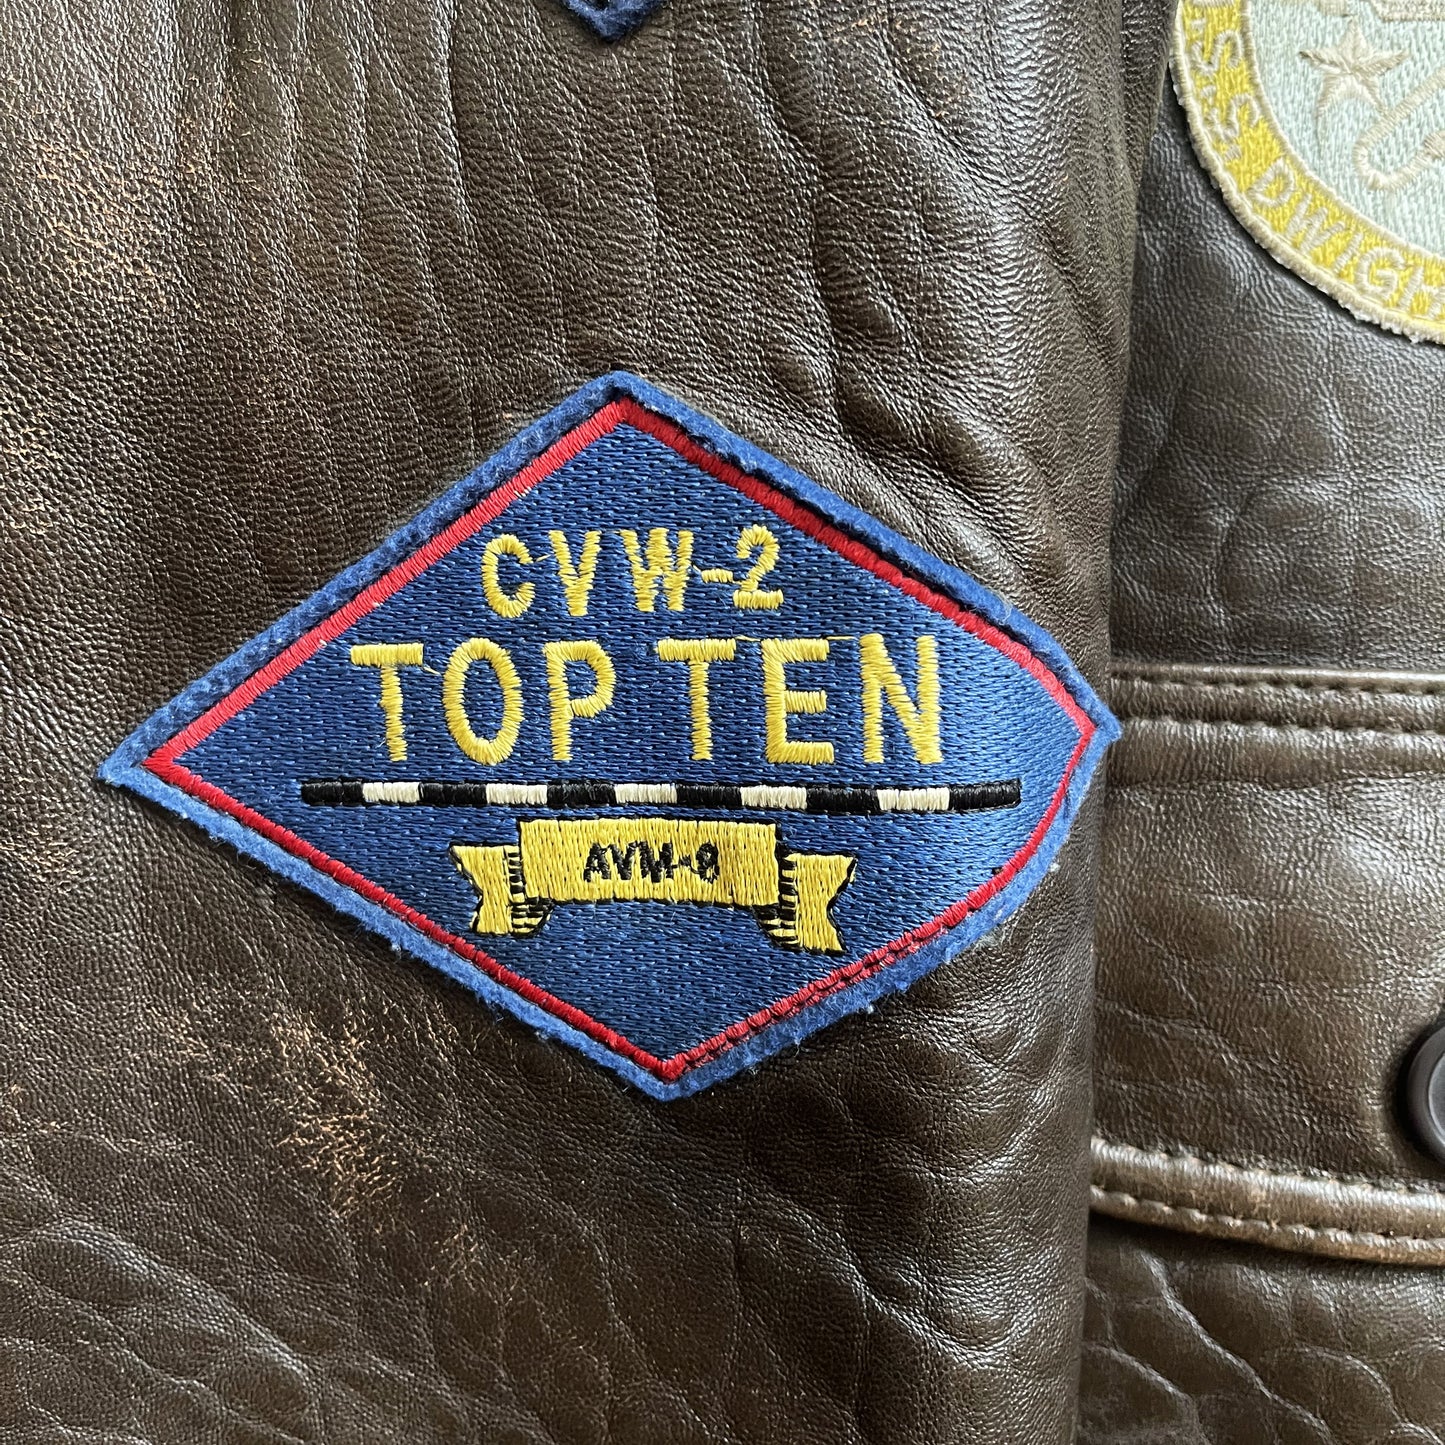 CVW-2
TOP TEN
AVM-8
U.S.S. DWIGH